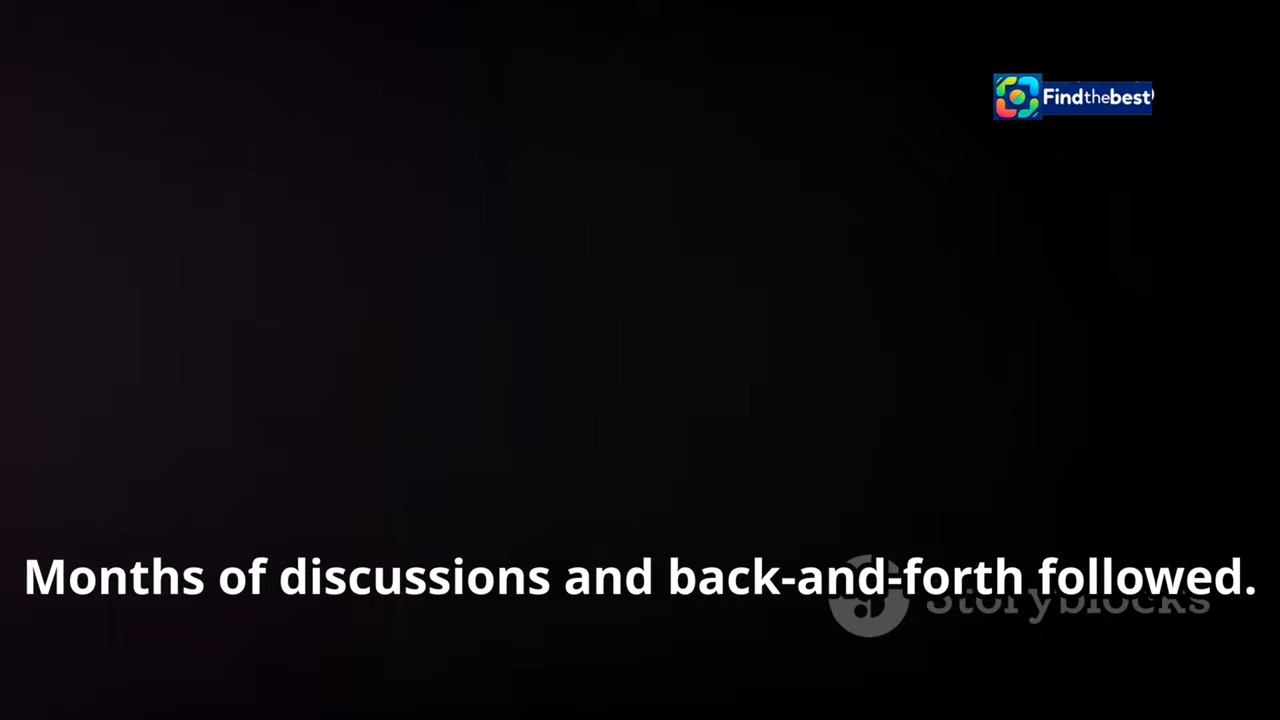 Findthebest
Months of discussions and back-and-forth followed.
Storyblocks